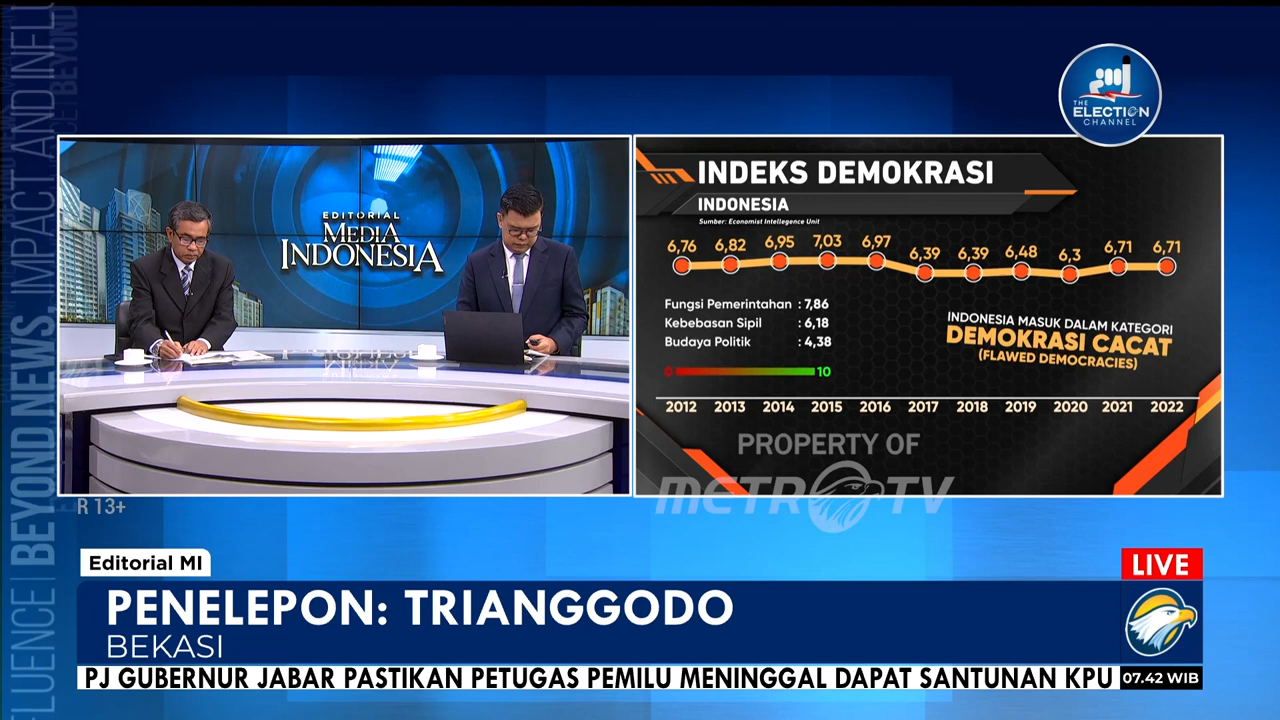 BEYOND NEWS, IMPACT AND INFLU
BEYOND
FLUENCE
THE
ELECTION
CHANNEL
EDITORIAL
MEDIA
INDONESIA
INDEKS DEMOKRASI
INDONESIA
Sumber: Economist Intellegence Unit
6,76 6,82 6,95 7,03 6,97 6,39 6,39 6,48 6,3 6,71 6,71
Fungsi Pemerintahan : 7,86
Kebebasan Sipil : 6,18
Budaya Politik : 4,38
0 10
INDONESIA MASUK DALAM KATEGORI
DEMOKRASI CACAT
(FLAWED DEMOCRACIES)
2012 2013 2014 2015 2016 2017 2018 2019 2020 2021 2022
PROPERTY OF
METRO TV
R 13+
Editorial MI
LIVE
PENELEPON: TRIANGGODO
BEKASI
PJ GUBERNUR JABAR PASTIKAN PETUGAS PEMILU MENINGGAL DAPAT SANTUNAN KPU
07.42 WIB